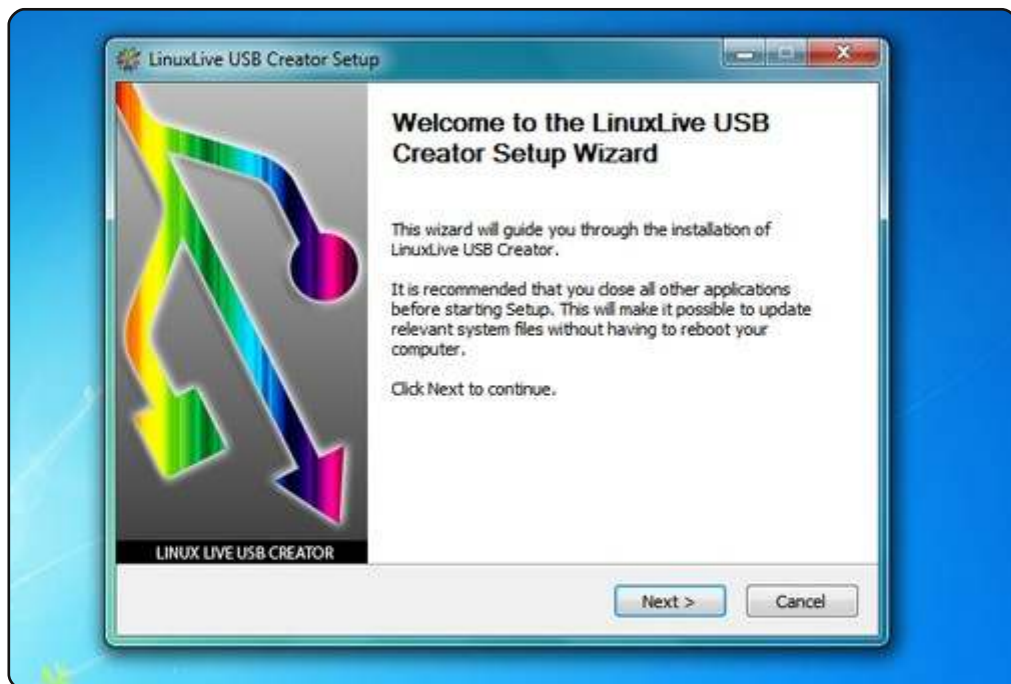 LinuxLive USB Creator Setup
Welcome to the LinuxLive USB
Creator Setup Wizard
This wizard will guide you through the installation of
LinuxLive USB Creator.
It is recommended that you close all other applications
before starting Setup. This will make it possible to update
relevant system files without having to reboot your
computer.
Click Next to continue.
LINUX LIVE USB CREATOR
Next >
Cancel